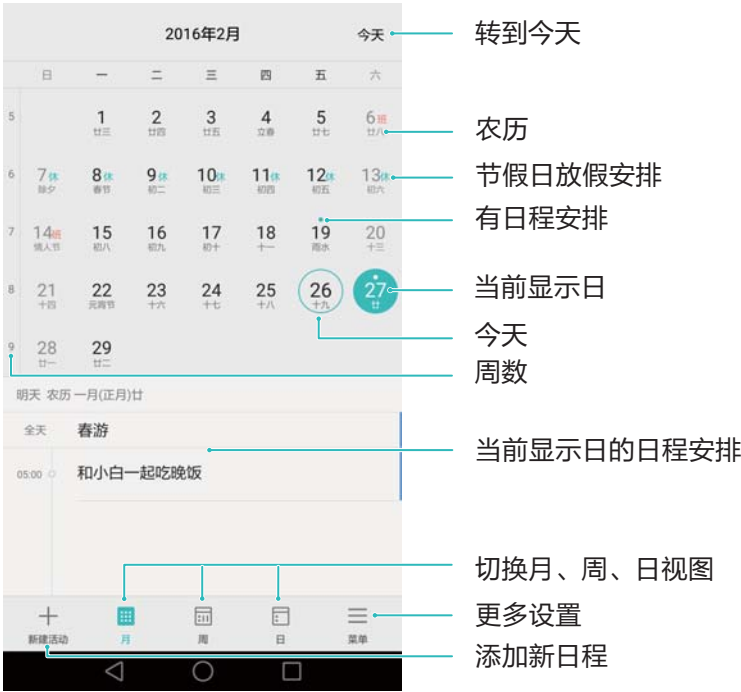 2016年2月 今天 转到今天
日 一 二 三 四 五 六
5 1 2 3 4 5 6班
廿三 廿四 廿五 立春 廿七 廿八 农历
6 7休 8休 9休 10休 11休 12休 13休 节假日放假安排
除夕 春节 初二 初三 初四 初五 初六
有日程安排
7 14班 15 16 17 18 19 20
情人节 初八 初九 初十 十一 雨水 十三
8 21 22 23 24 25 26 27 当前显示日
十四 元宵节 十六 十七 十八 十九 廿
今天
9 28 29 周数
廿一 廿二
明天 农历 一月(正月)廿
全天 春游
当前显示日的日程安排
05:00 和小白一起吃晚饭
切换月、周、日视图
更多设置
新建活动 月 周 日 菜单
添加新日程